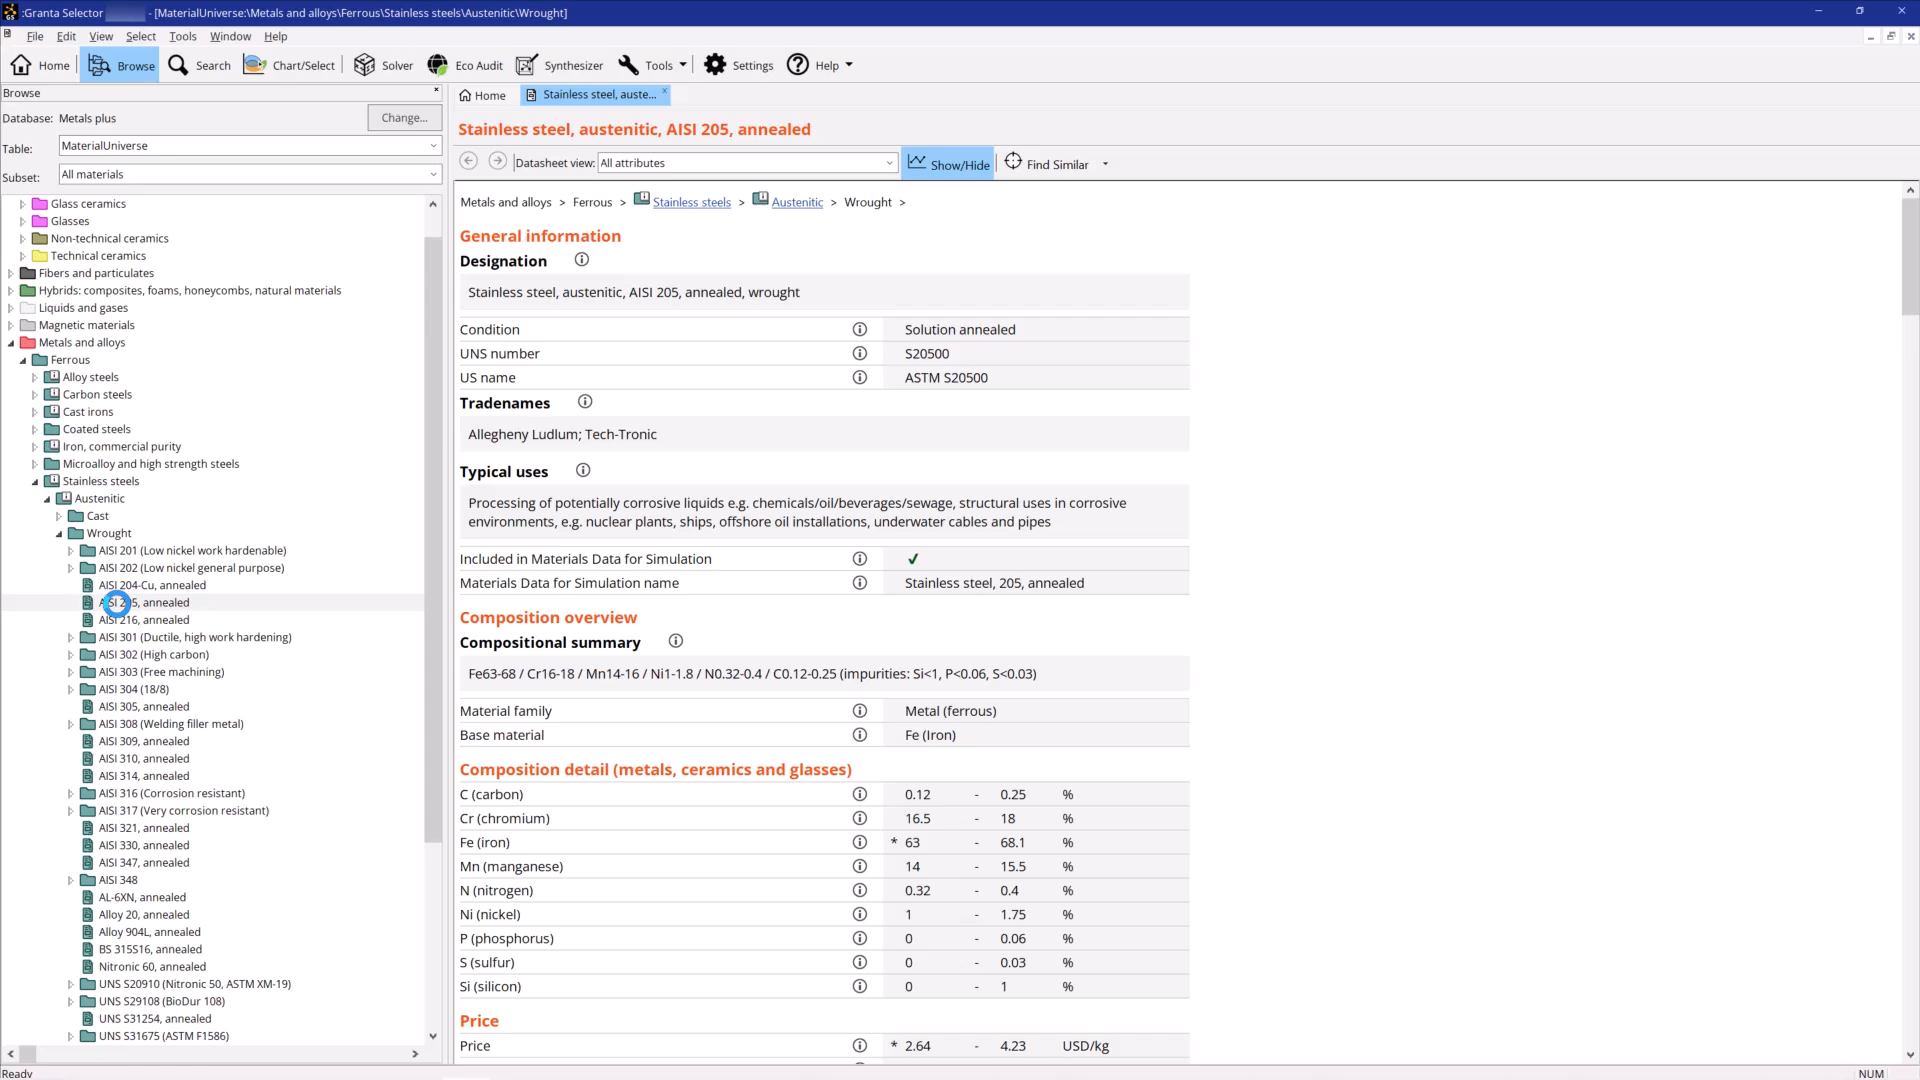 :Granta Selector - [MaterialUniverse:\Metals and alloys\Ferrous\Stainless steels\Austenitic\Wrought]
File Edit View Select Tools Window Help
Home Browse Search Chart/Select Solver Eco Audit Synthesizer Tools Settings Help
Browse
Database: Metals plus Change...
Table: MaterialUniverse
Subset: All materials
Glass ceramics
Glasses
Non-technical ceramics
Technical ceramics
Fibers and particulates
Hybrids: composites, foams, honeycombs, natural materials
Liquids and gases
Magnetic materials
Metals and alloys
Ferrous
Alloy steels
Carbon steels
Cast irons
Coated steels
Iron, commercial purity
Microalloy and high strength steels
Stainless steels
Austenitic
Cast
Wrought
AISI 201 (Low nickel work hardenable)
AISI 202 (Low nickel general purpose)
AISI 204-Cu, annealed
AISI 205, annealed
AISI 216, annealed
AISI 301 (Ductile, high work hardening)
AISI 302 (High carbon)
AISI 303 (Free machining)
AISI 304 (18/8)
AISI 305, annealed
AISI 308 (Welding filler metal)
AISI 309, annealed
AISI 310, annealed
AISI 314, annealed
AISI 316 (Corrosion resistant)
AISI 317 (Very corrosion resistant)
AISI 321, annealed
AISI 330, annealed
AISI 347, annealed
AISI 348
AL-6XN, annealed
Alloy 20, annealed
Alloy 904L, annealed
BS 315S16, annealed
Nitronic 60, annealed
UNS S20910 (Nitronic 50, ASTM XM-19)
UNS S29108 (BioDur 108)
UNS S31254, annealed
UNS S31675 (ASTM F1586)
Home Stainless steel, auste...
Stainless steel, austenitic, AISI 205, annealed
Datasheet view: All attributes Show/Hide Find Similar
Metals and alloys > Ferrous > Stainless steels > Austenitic > Wrought >
General information
Designation
Stainless steel, austenitic, AISI 205, annealed, wrought
Condition Solution annealed
UNS number S20500
US name ASTM S20500
Tradenames
Allegheny Ludlum; Tech-Tronic
Typical uses
Processing of potentially corrosive liquids e.g. chemicals/oil/beverages/sewage, structural uses in corrosive
environments, e.g. nuclear plants, ships, offshore oil installations, underwater cables and pipes
Included in Materials Data for Simulation ✓
Materials Data for Simulation name Stainless steel, 205, annealed
Composition overview
Compositional summary
Fe63-68 / Cr16-18 / Mn14-16 / Ni1-1.8 / N0.32-0.4 / C0.12-0.25 (impurities: Si<1, P<0.06, S<0.03)
Material family Metal (ferrous)
Base material Fe (Iron)
Composition detail (metals, ceramics and glasses)
C (carbon) 0.12 - 0.25 %
Cr (chromium) 16.5 - 18 %
Fe (iron) * 63 - 68.1 %
Mn (manganese) 14 - 15.5 %
N (nitrogen) 0.32 - 0.4 %
Ni (nickel) 1 - 1.75 %
P (phosphorus) 0 - 0.06 %
S (sulfur) 0 - 0.03 %
Si (silicon) 0 - 1 %
Price
Price * 2.64 - 4.23 USD/kg
Ready NUM